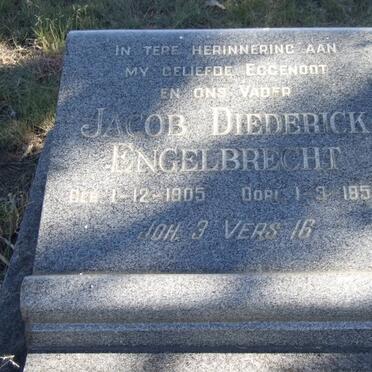 IN TERE HERINNERING AAN
MY GELIEFDE EGGENOOT
EN ONS VADER
JACOB DIEDERICK
ENGELBRECHT
GEB. 1-12-1905 OORL. 1-3-195
JOH. 3 VERS 16